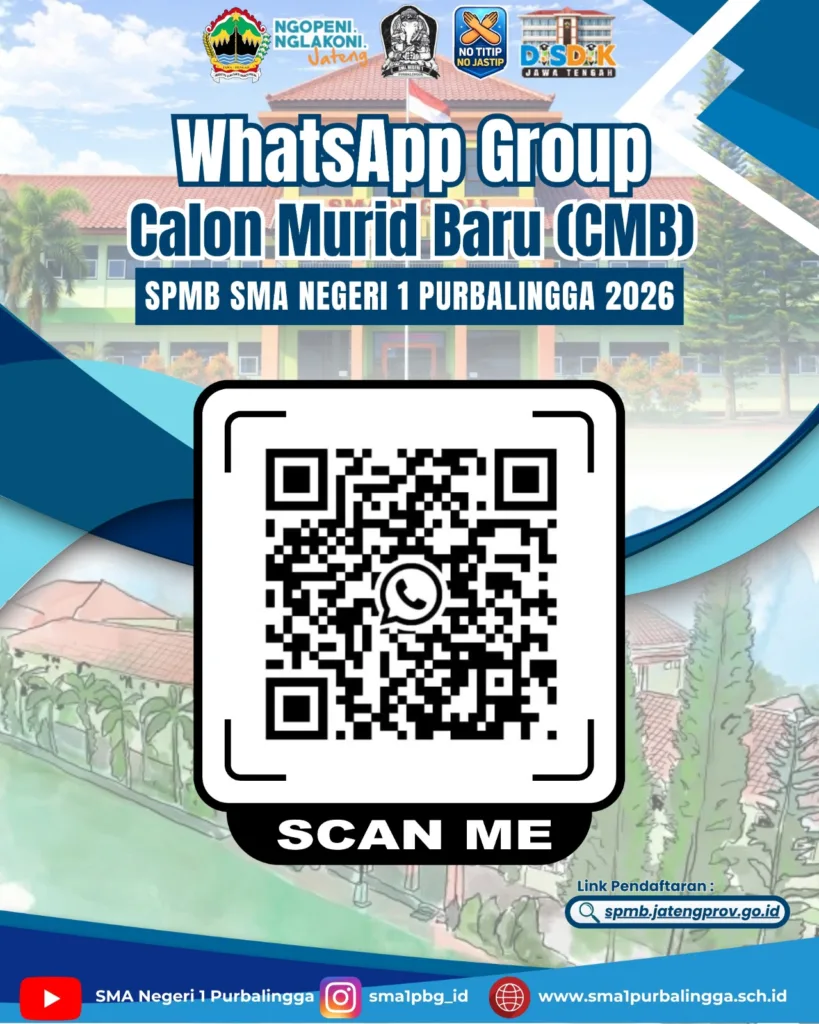 NGOPENI.
NGLAKONI.
Jateng
NO TITIP
NO JASTIP
DISDIK
JAWA TENGAH
WhatsApp Group
Calon Murid Baru (CMB)
SPMB SMA NEGERI 1 PURBALINGGA 2026
SCAN ME
Link Pendaftaran :
spmb.jatengprov.go.id
SMA Negeri 1 Purbalingga
sma1pbg_id
www.sma1purbalingga.sch.id